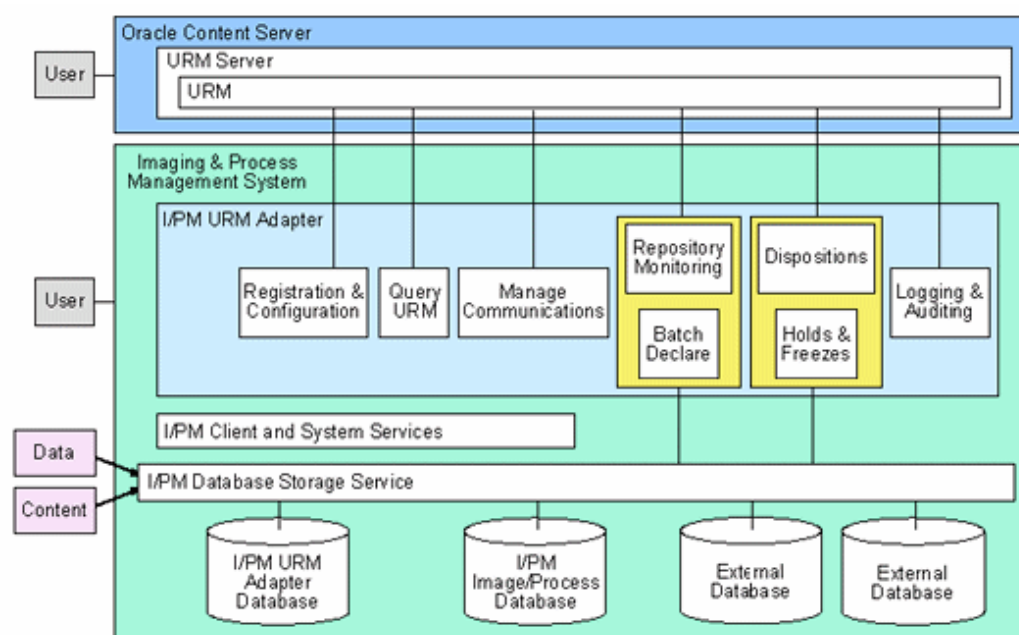 Oracle Content Server
URM Server
User
URM
Imaging & Process
Management System
I/PM URM Adapter
User
Registration &
Configuration
Query
URM
Manage
Communications
Repository
Monitoring
Batch
Declare
Dispositions
Holds &
Freezes
Logging &
Auditing
I/PM Client and System Services
Data
Content
I/PM Database Storage Service
I/PM URM
Adapter
Database
I/PM
Image/Process
Database
External
Database
External
Database